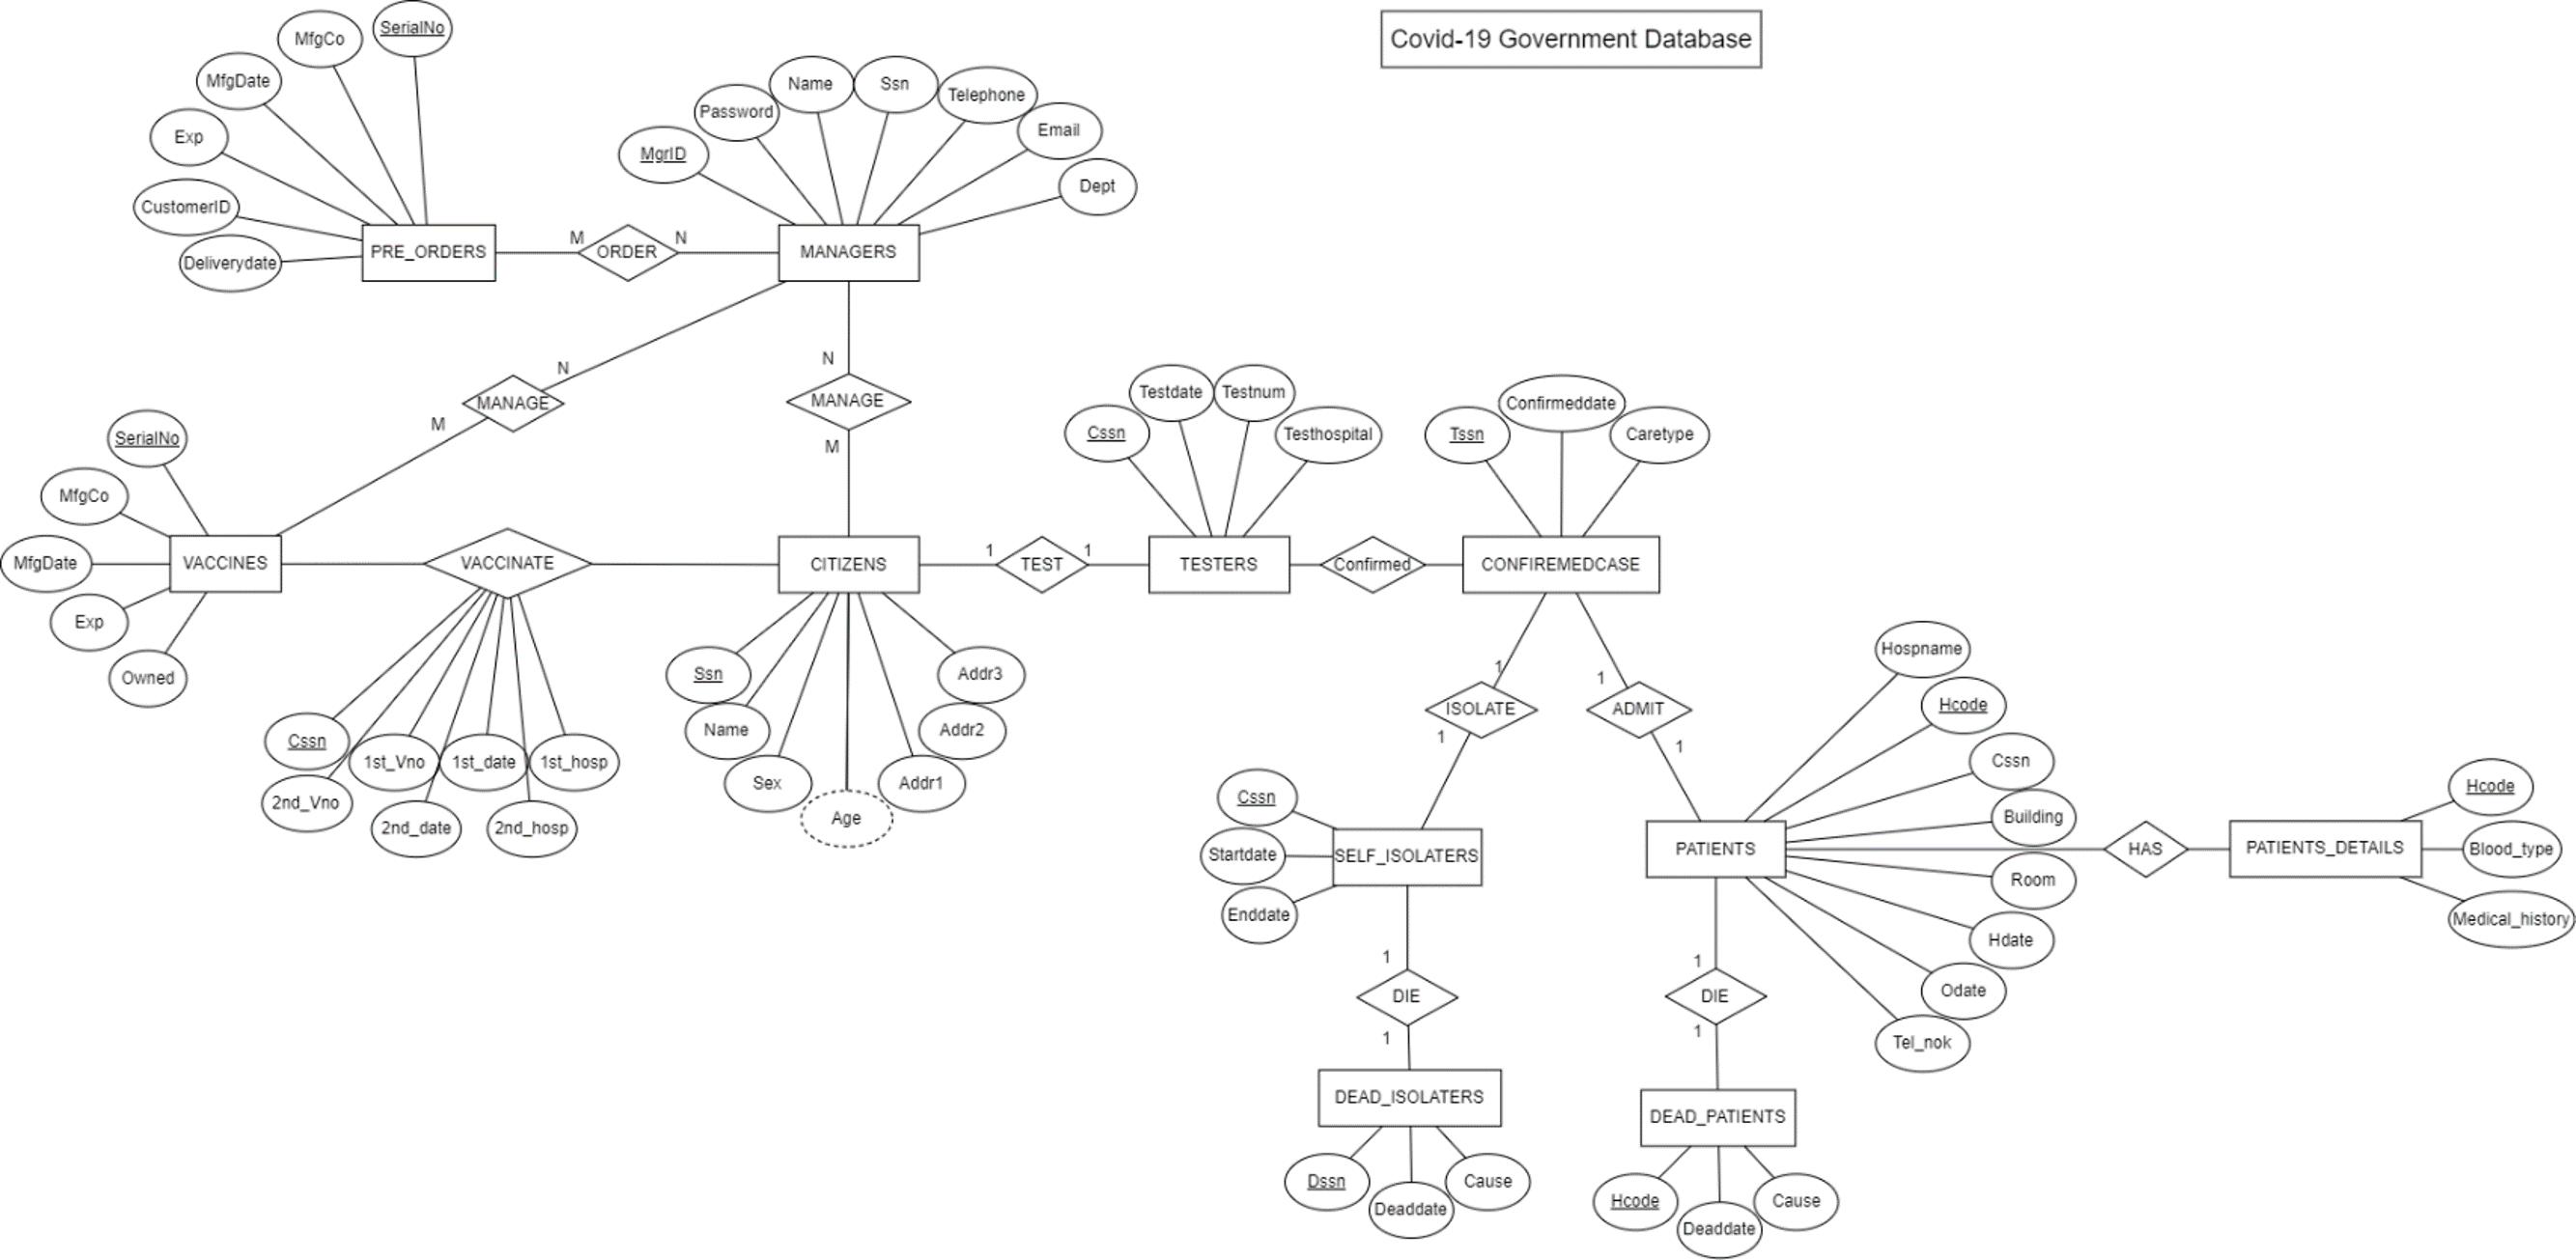 Covid-19 Government Database
SerialNo
MfgCo
MfgDate
Exp
CustomerID
Deliverydate
PRE_ORDERS
M
ORDER
N
MgrID
Password
Name
Ssn
Telephone
Email
Dept
MANAGERS
N
MANAGE
M
N
MANAGE
M
SerialNo
MfgCo
MfgDate
Exp
Owned
VACCINES
VACCINATE
Cssn
2nd_Vno
1st_Vno
2nd_date
1st_date
2nd_hosp
1st_hosp
CITIZENS
Ssn
Name
Sex
Age
Addr1
Addr2
Addr3
1
TEST
1
Cssn
Testdate
Testnum
Testhospital
TESTERS
Confirmed
Tssn
Confirmeddate
Caretype
CONFIREMEDCASE
1
ISOLATE
1
1
ADMIT
1
Cssn
Startdate
Enddate
SELF_ISOLATERS
1
DIE
1
DEAD_ISOLATERS
Dssn
Deaddate
Cause
Hospname
Hcode
Cssn
Building
Room
Hdate
Odate
Tel_nok
PATIENTS
HAS
PATIENTS_DETAILS
Hcode
Blood_type
Medical_history
1
DIE
1
DEAD_PATIENTS
Hcode
Deaddate
Cause